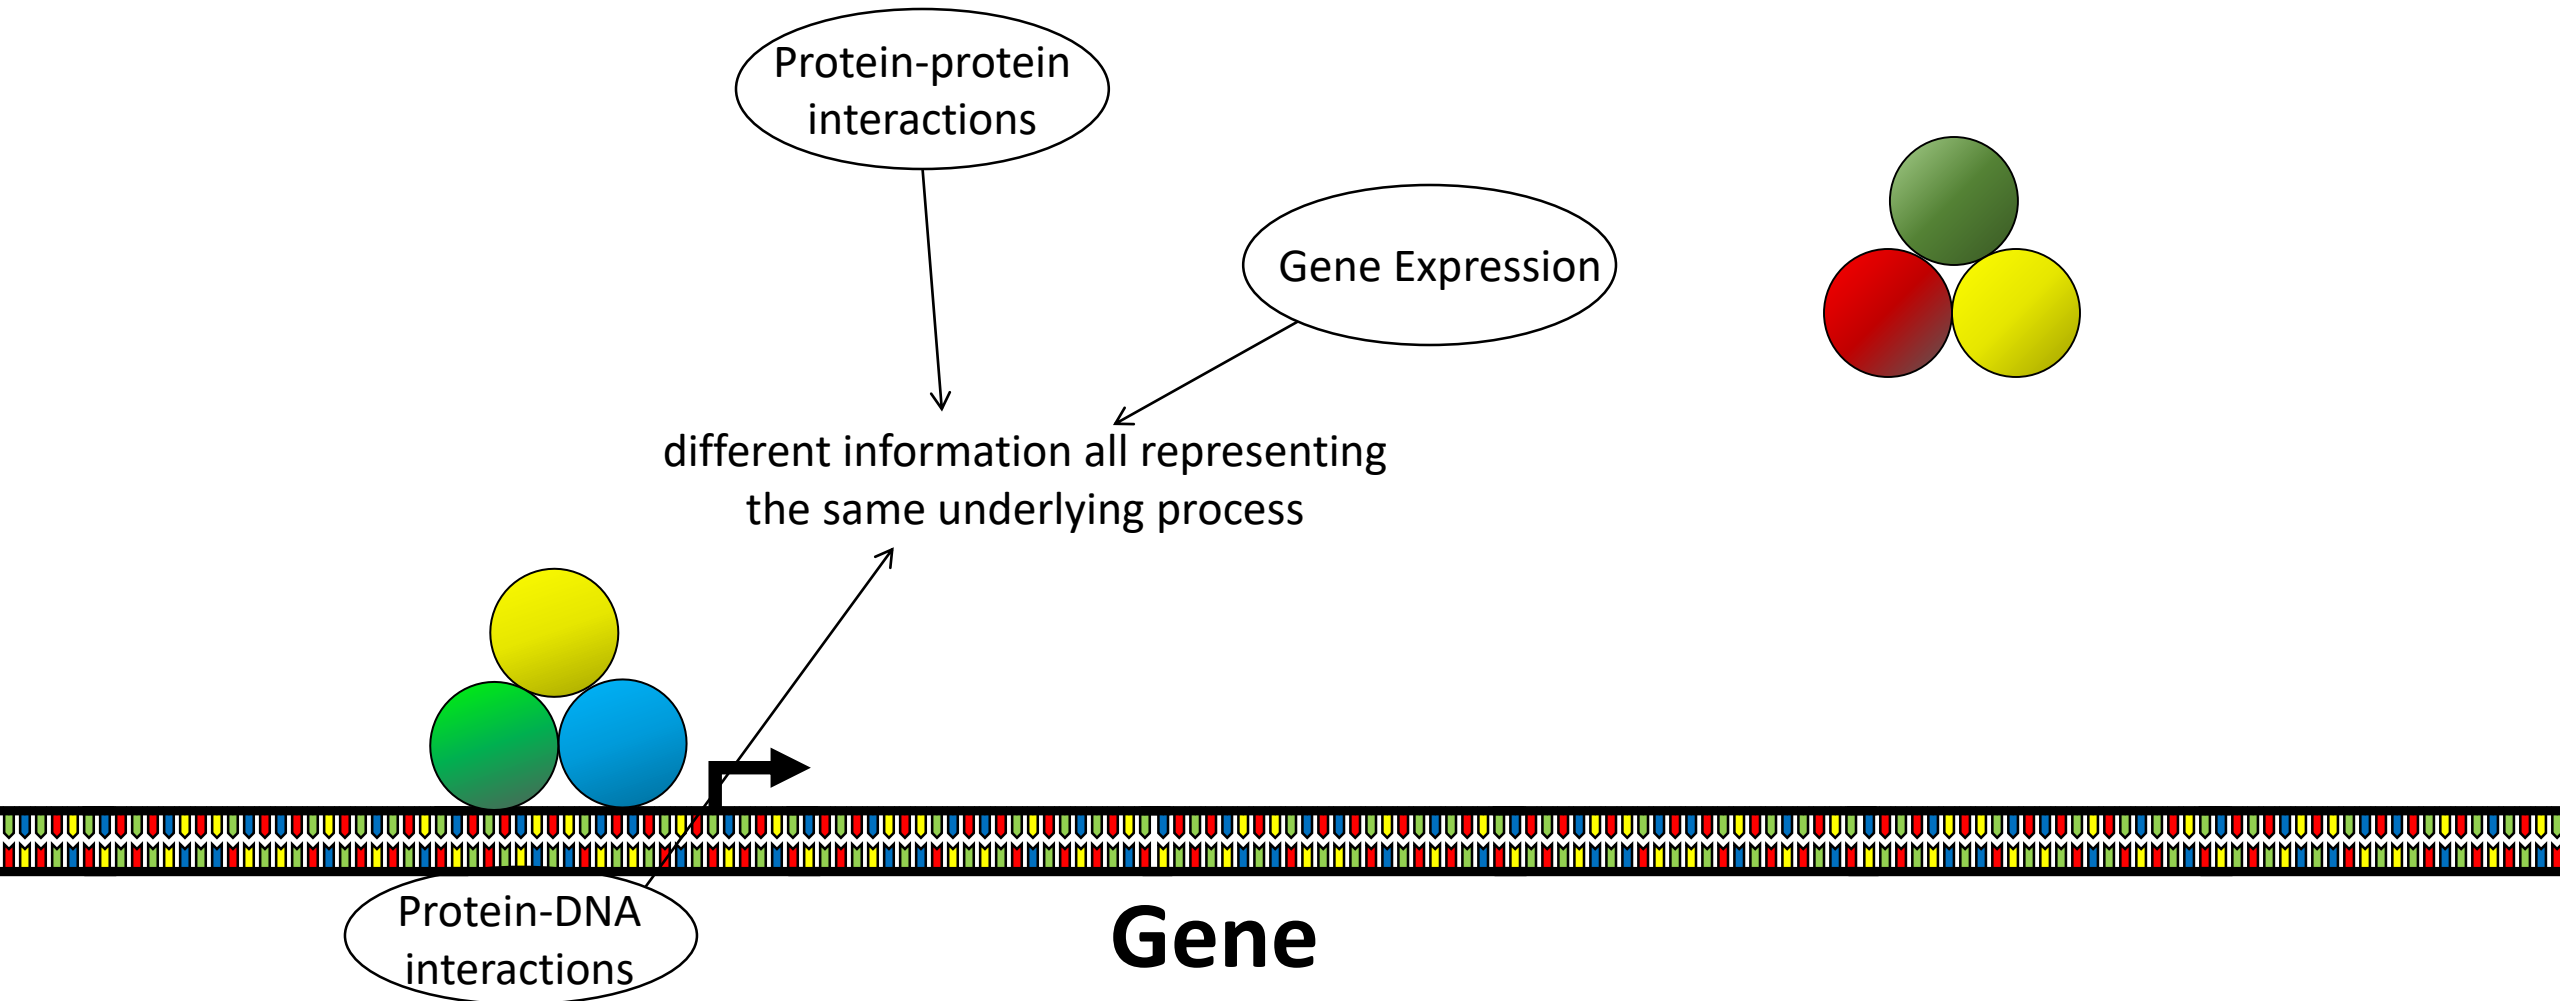 Protein-protein
interactions
Gene Expression
different information all representing
the same underlying process
Protein-DNA
interactions
Gene